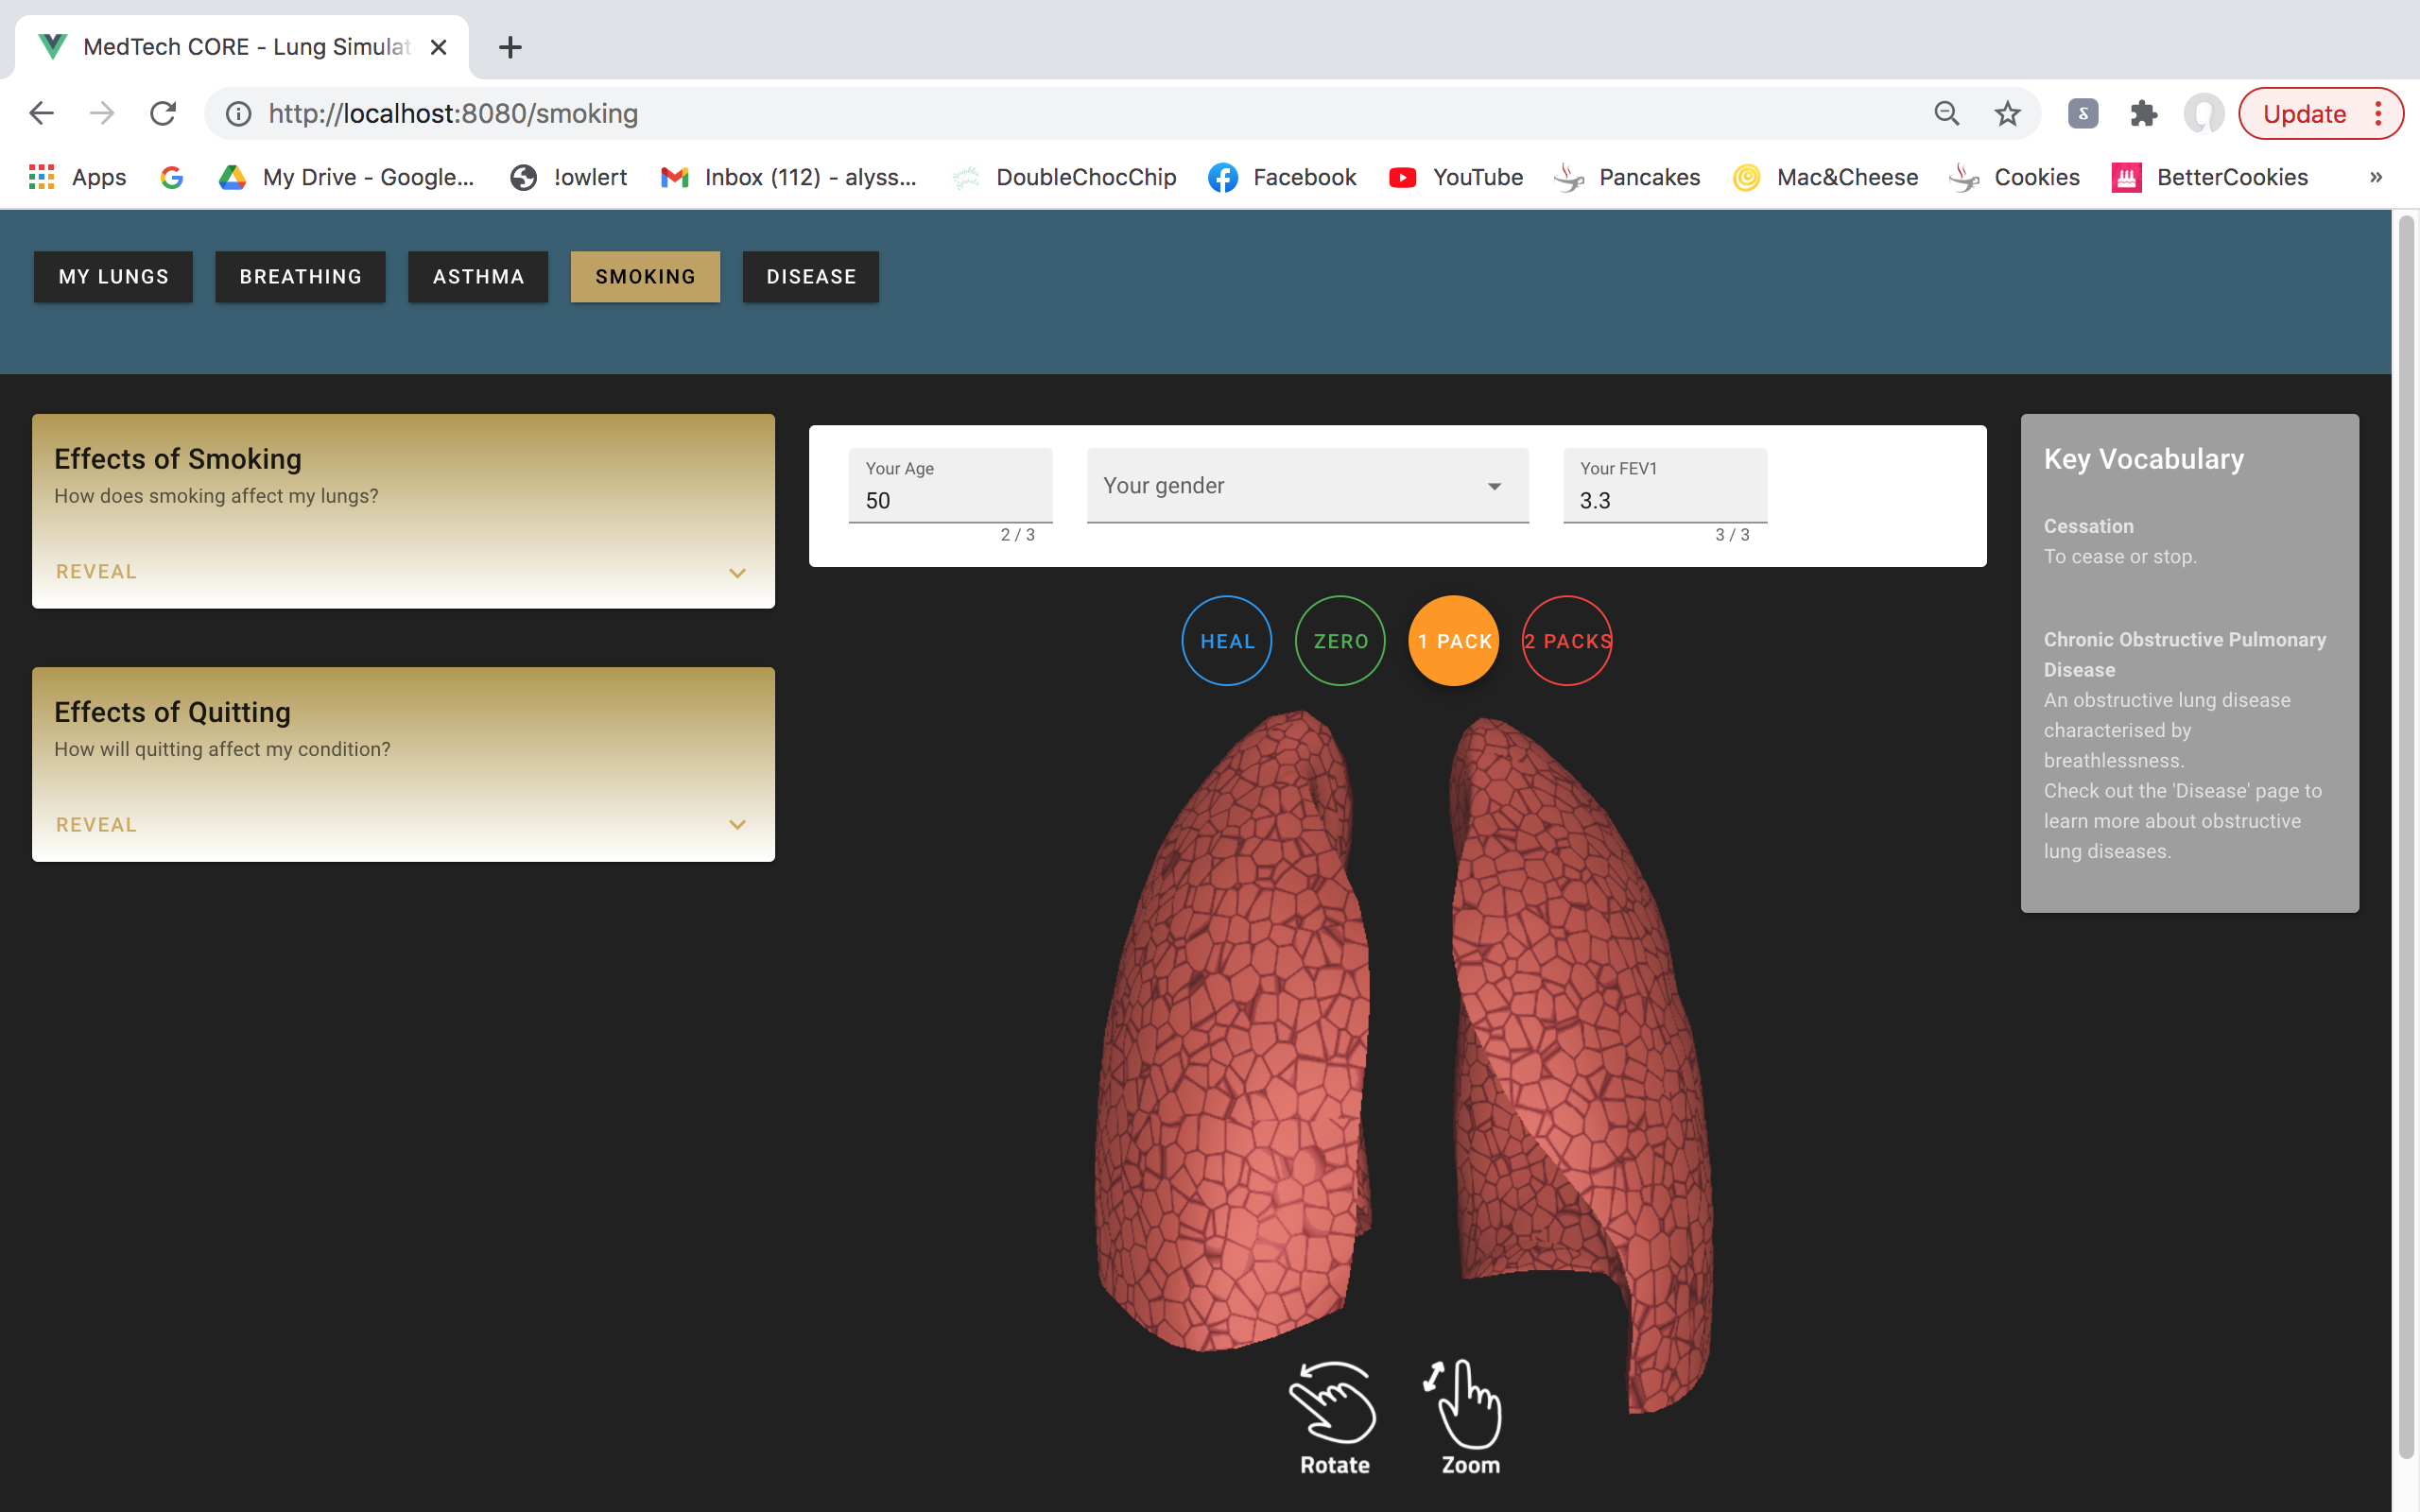 MedTech CORE - Lung Simulat
http://localhost:8080/smoking
Update
Apps
My Drive - Google...
!owlert
Inbox (112) - alyss...
DoubleChocChip
Facebook
YouTube
Pancakes
Mac&Cheese
Cookies
BetterCookies
»
MY LUNGS
BREATHING
ASTHMA
SMOKING
DISEASE
Effects of Smoking
How does smoking affect my lungs?
REVEAL
Effects of Quitting
How will quitting affect my condition?
REVEAL
Your Age
50
2 / 3
Your gender
Your FEV1
3.3
3 / 3
HEAL
ZERO
1 PACK
2 PACKS
Rotate
Zoom
Key Vocabulary
Cessation
To cease or stop.
Chronic Obstructive Pulmonary
Disease
An obstructive lung disease
characterised by
breathlessness.
Check out the 'Disease' page to
learn more about obstructive
lung diseases.